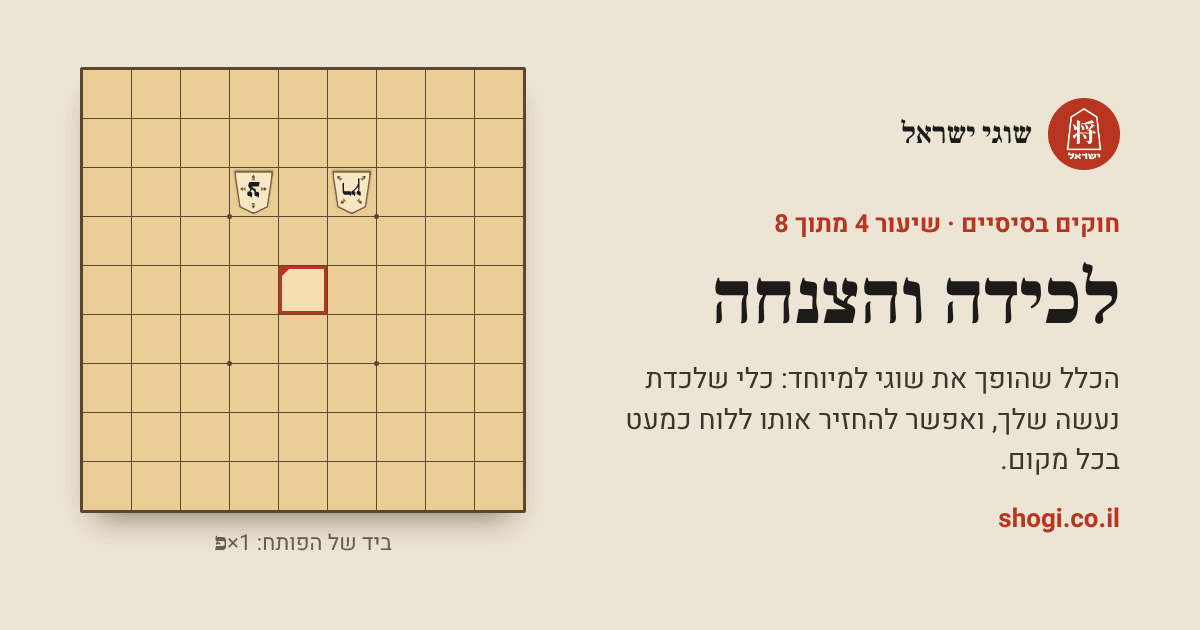 שוגי ישראל
将
ישראל
חוקים בסיסיים · שיעור 4 מתוך 8
לכידה והצנחה
הכלל שהופך את שוגי למיוחד: כלי שלכדת
נעשה שלך, ואפשר להחזיר אותו ללוח כמעט
בכל מקום.
shogi.co.il
ביד של הפותח: 1×פ